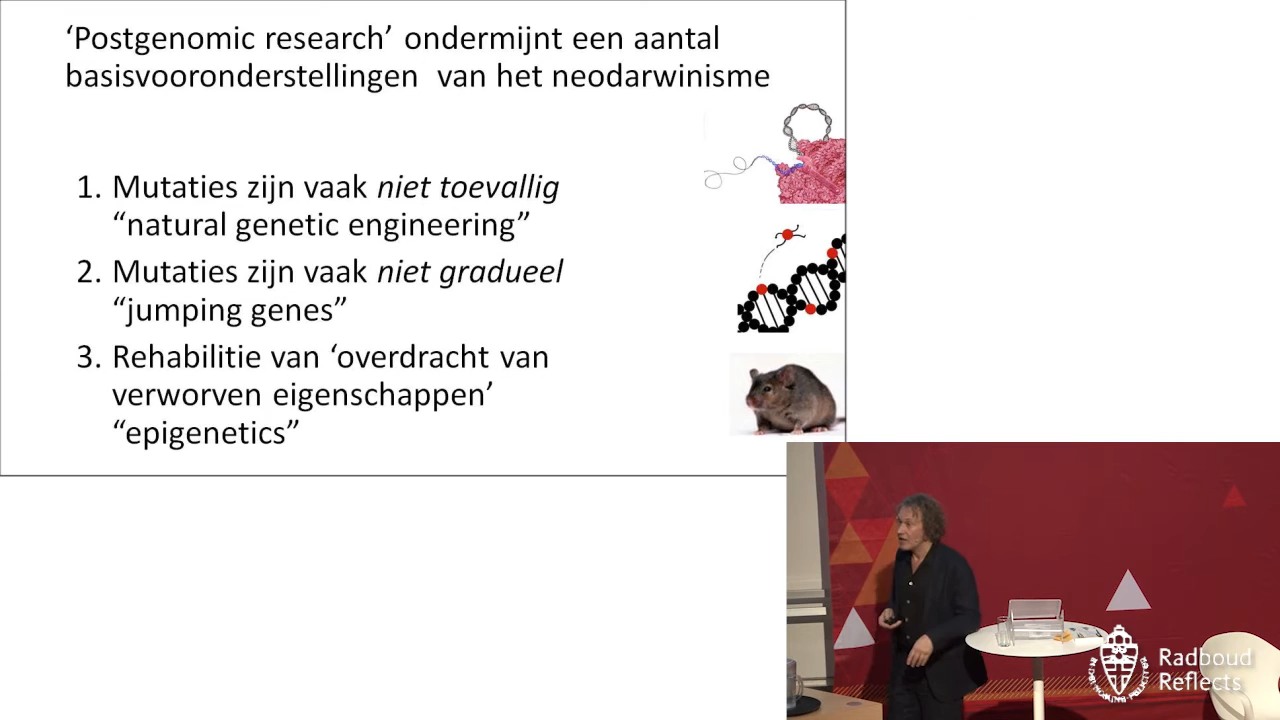 ‘Postgenomic research’ ondermijnt een aantal
basisvooronderstellingen van het neodarwinisme
1. Mutaties zijn vaak niet toevallig
“natural genetic engineering”
2. Mutaties zijn vaak niet gradueel
“jumping genes”
3. Rehabilitie van ‘overdracht van
verworven eigenschappen’
“epigenetics”
Radboud
Reflects